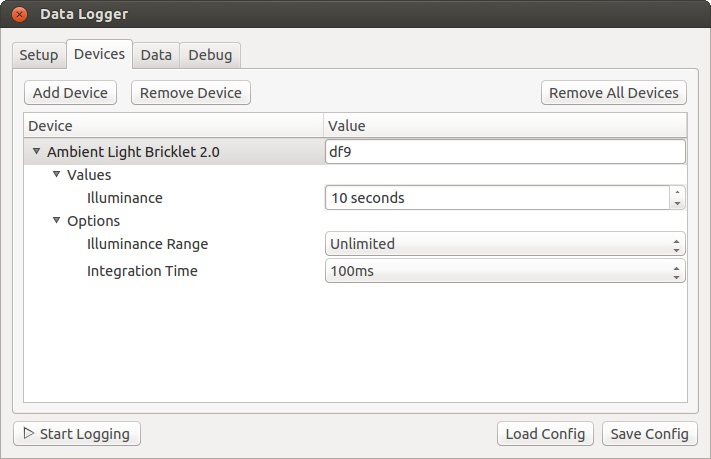 Data Logger
Setup Devices Data Debug
Add Device Remove Device Remove All Devices
Device Value
Ambient Light Bricklet 2.0 df9
Values
Illuminance 10 seconds
Options
Illuminance Range Unlimited
Integration Time 100ms
Start Logging Load Config Save Config